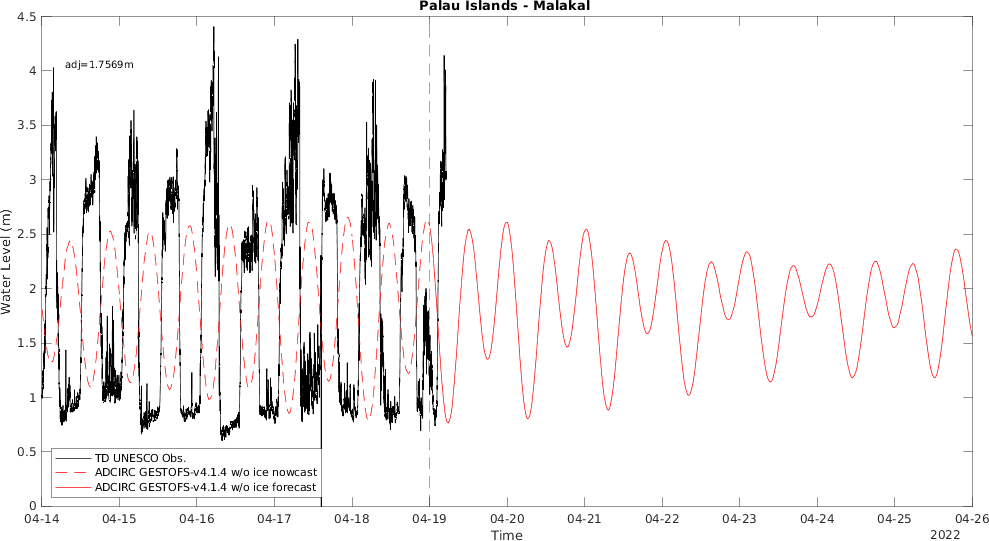 Palau Islands - Malakal
adj=1.7569m
Water Level (m)
4.5
4
3.5
3
2.5
2
1.5
1
0.5
0
TD UNESCO Obs.
ADCIRC GESTOFS-v4.1.4 w/o ice nowcast
ADCIRC GESTOFS-v4.1.4 w/o ice forecast
04-14 04-15 04-16 04-17 04-18 04-19 04-20 04-21 04-22 04-23 04-24 04-25 04-26
Time
2022